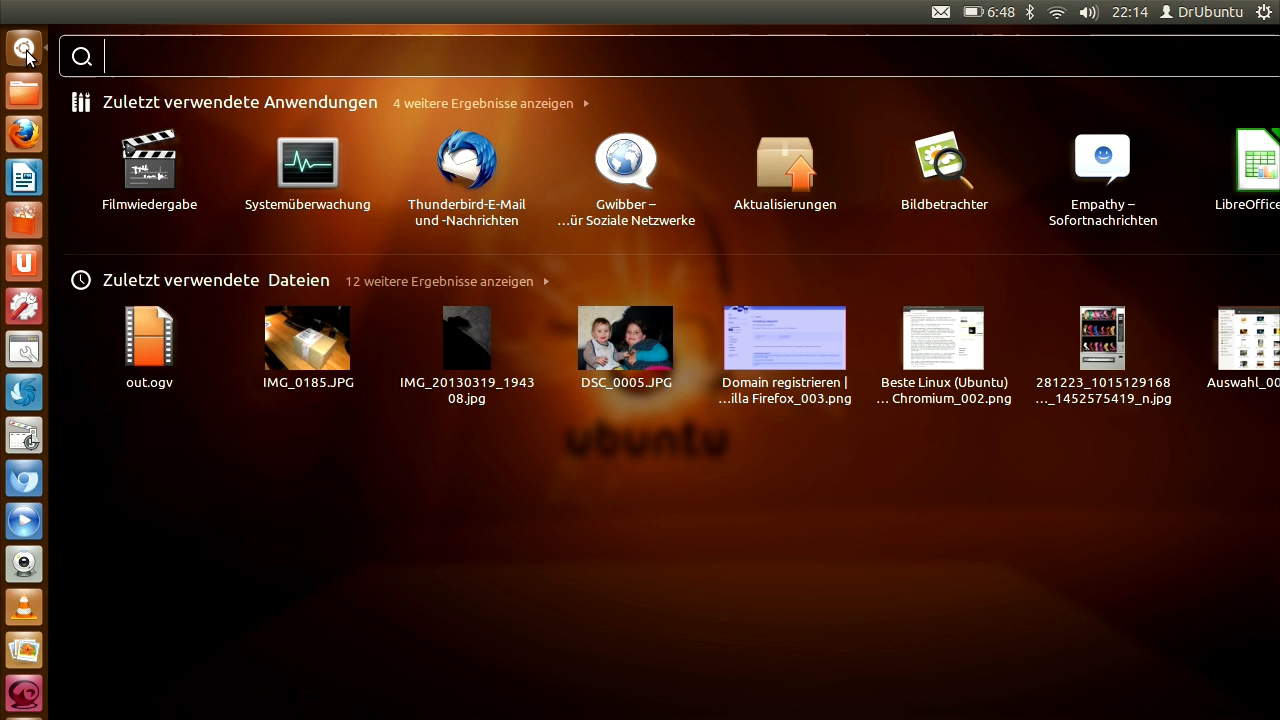 6:48 22:14 DrUbuntu
Zuletzt verwendete Anwendungen 4 weitere Ergebnisse anzeigen
Filmwiedergabe
Systemüberwachung
Thunderbird-E-Mail
und -Nachrichten
Gwibber –
...ür Soziale Netzwerke
Aktualisierungen
Bildbetrachter
Empathy –
Sofortnachrichten
LibreOffice
Zuletzt verwendete Dateien 12 weitere Ergebnisse anzeigen
out.ogv
IMG_0185.JPG
IMG_20130319_1943
08.jpg
DSC_0005.JPG
Domain registrieren |
...illa Firefox_003.png
Beste Linux (Ubuntu)
... Chromium_002.png
281223_1015129168
..._1452575419_n.jpg
Auswahl_00
ubuntu